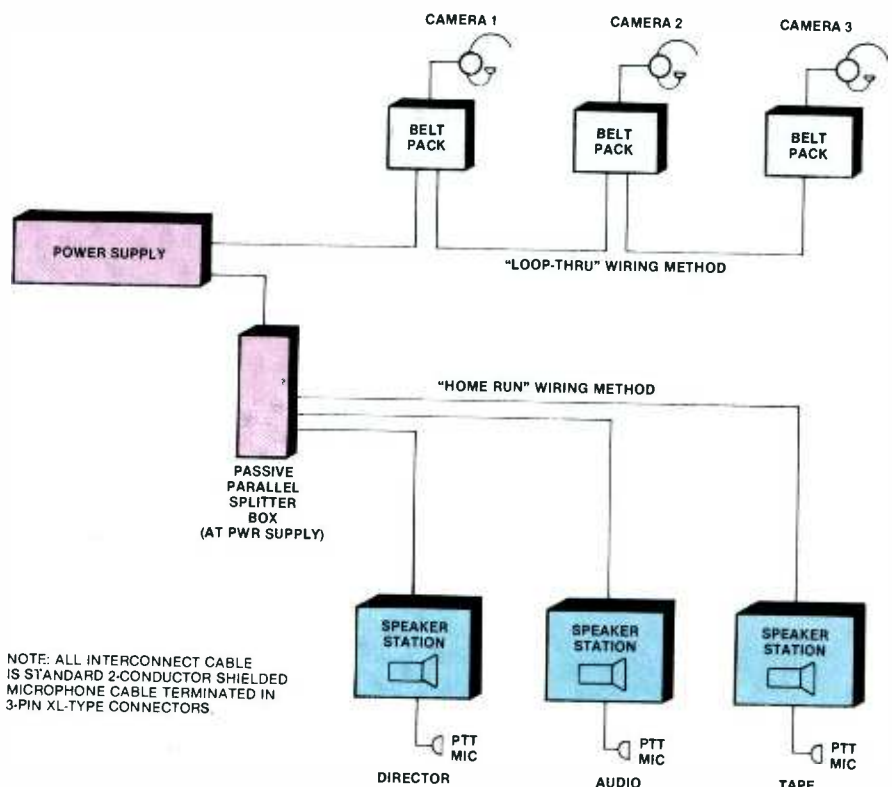 CAMERA 1
CAMERA 2
CAMERA 3
BELT
PACK
BELT
PACK
BELT
PACK
POWER SUPPLY
"LOOP-THRU" WIRING METHOD
"HOME RUN" WIRING METHOD
PASSIVE
PARALLEL
SPLITTER
BOX
(AT PWR SUPPLY)
SPEAKER
STATION
SPEAKER
STATION
SPEAKER
STATION
NOTE: ALL INTERCONNECT CABLE
IS STANDARD 2-CONDUCTOR SHIELDED
MICROPHONE CABLE TERMINATED IN
3-PIN XL-TYPE CONNECTORS.
PTT
MIC
PTT
MIC
PTT
MIC
DIRECTOR
AUDIO
TAPE